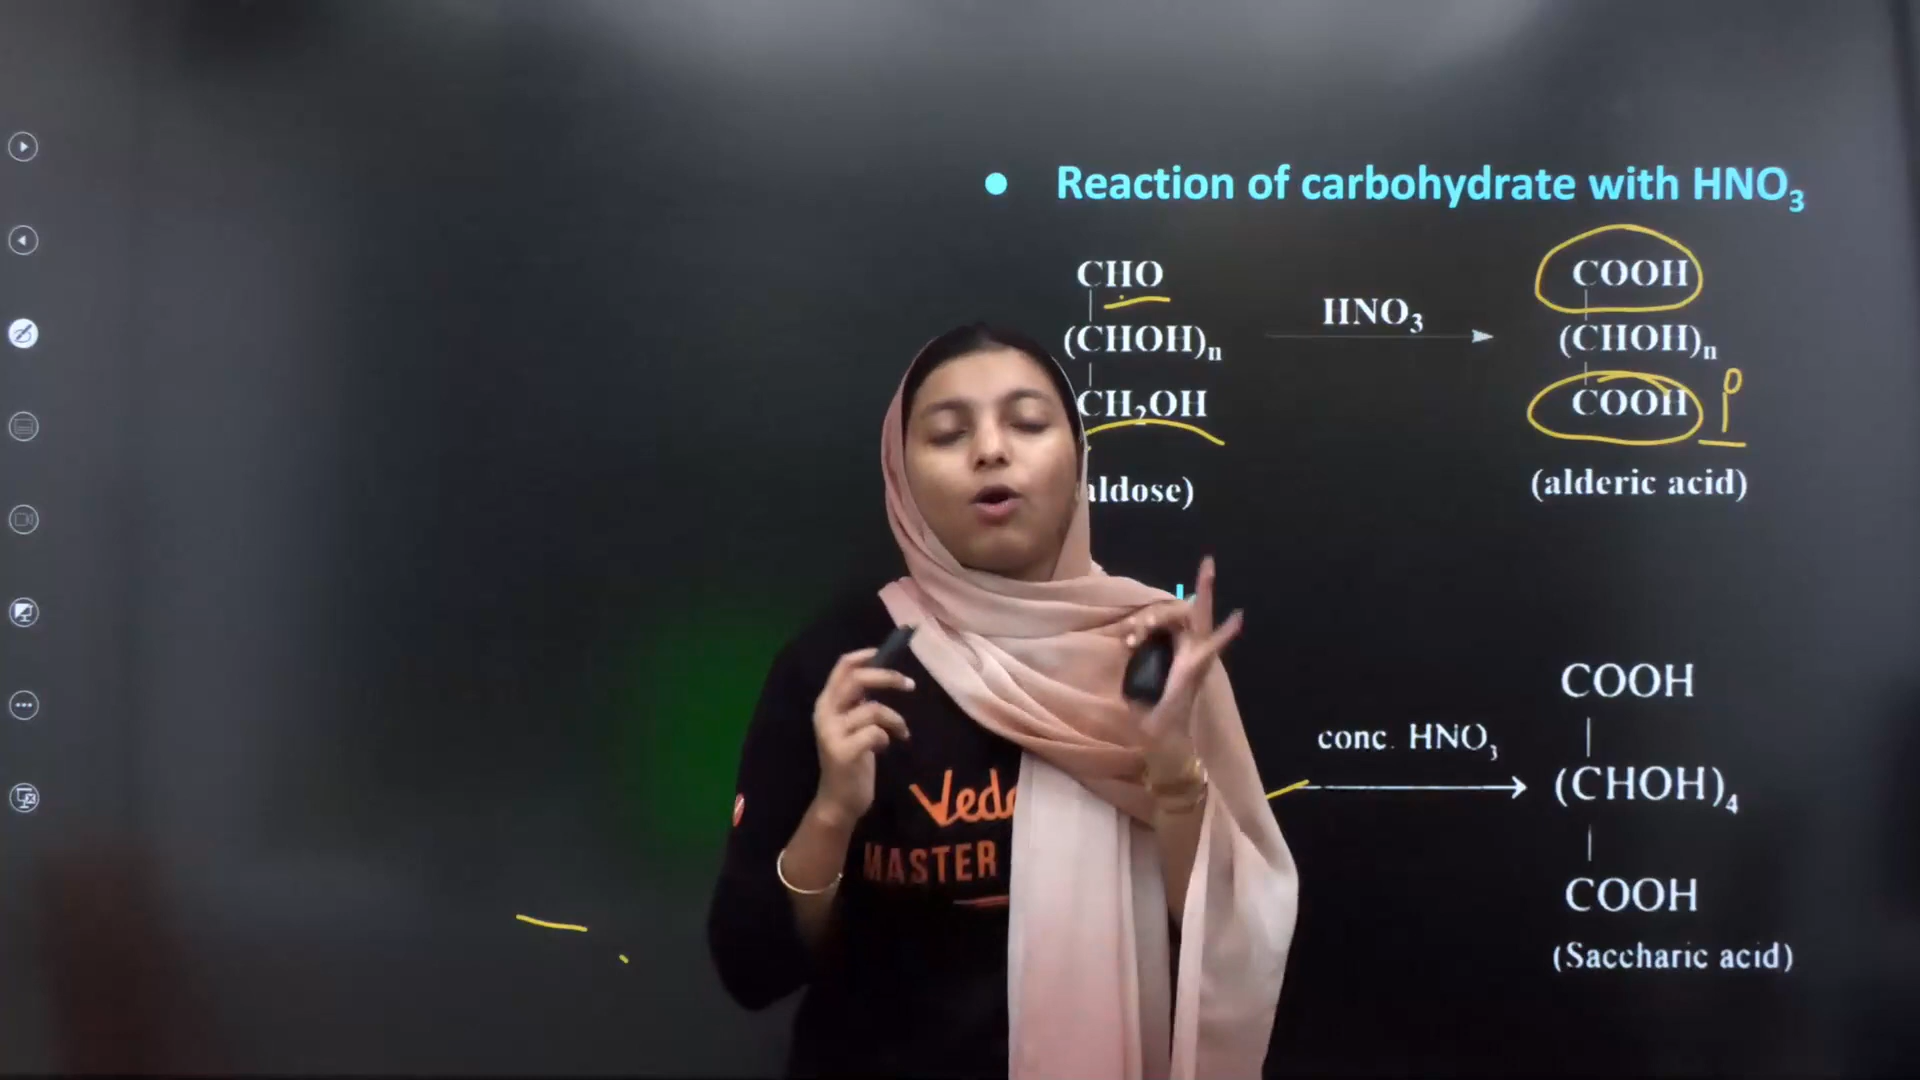 ● Reaction of carbohydrate with HNO₃
CHO
(CHOH)ₙ
CH₂OH
aldose)
HNO₃
COOH
(CHOH)ₙ
COOH
(alderic acid)
conc. HNO₃
COOH
(CHOH)₄
COOH
(Saccharic acid)
MASTER